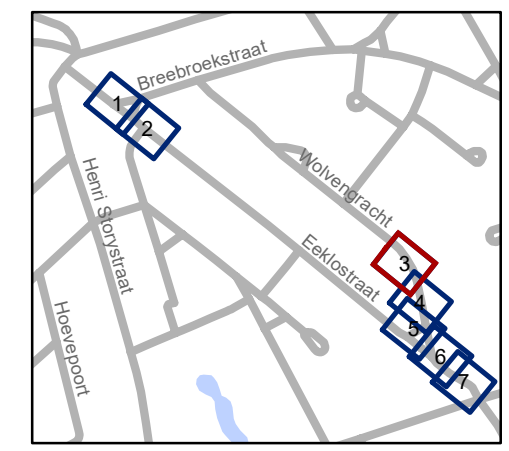 Breebroekstraat
1
2
Wolvengracht
Henri Storystraat
Eeklostraat
3
4
5
6
7
Hoevepoort